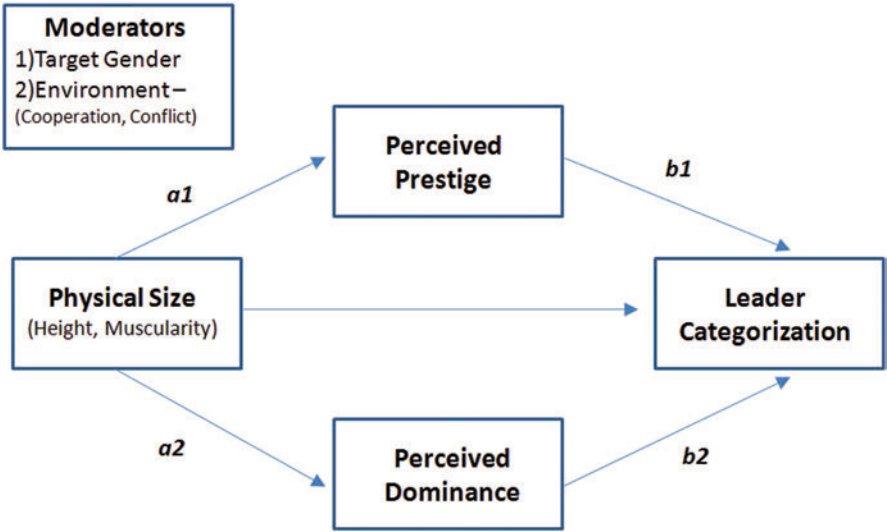 Moderators
1)Target Gender
2)Environment –
(Cooperation, Conflict)
Perceived
Prestige
a1
b1
Physical Size
(Height, Muscularity)
Leader
Categorization
a2
b2
Perceived
Dominance